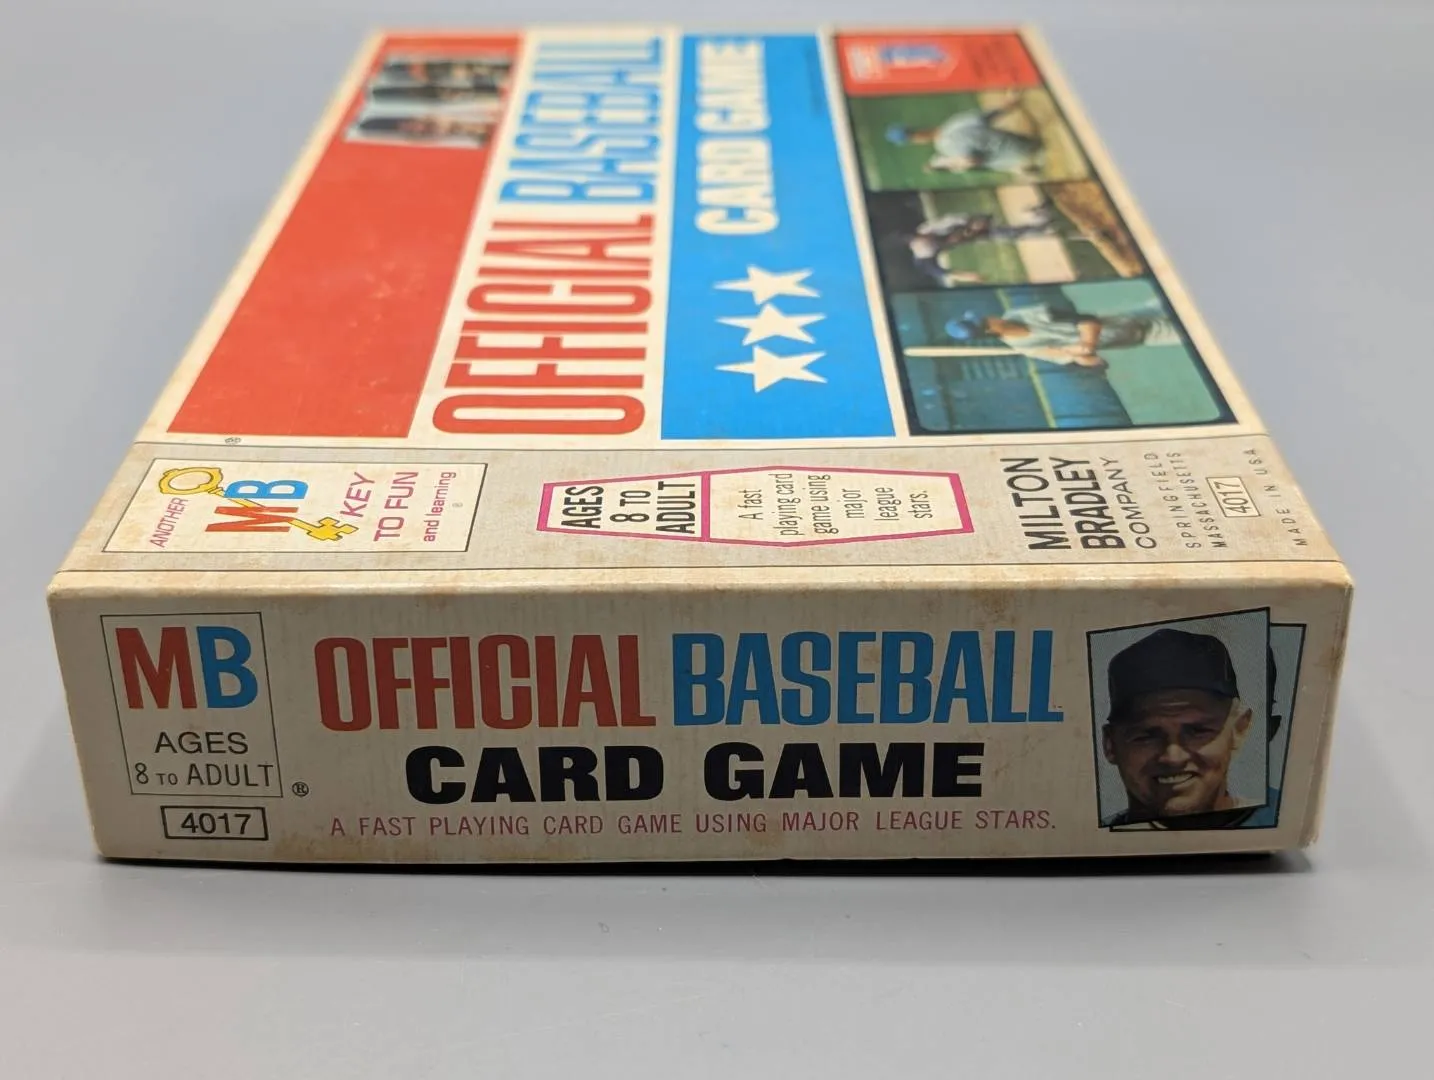 OFFICIAL BASEBALL
CARD GAME
ANOTHER
MB
KEY
TO FUN
and learning
®
®
AGES
8 TO
ADULT
A fast
playing card
game using
major
league
stars.
MILTON
BRADLEY
COMPANY
SPRINGFIELD
MASSACHUSETTS
4017
MADE IN USA
MB
AGES
8 TO ADULT
®
4017
OFFICIAL BASEBALL
CARD GAME
A FAST PLAYING CARD GAME USING MAJOR LEAGUE STARS.